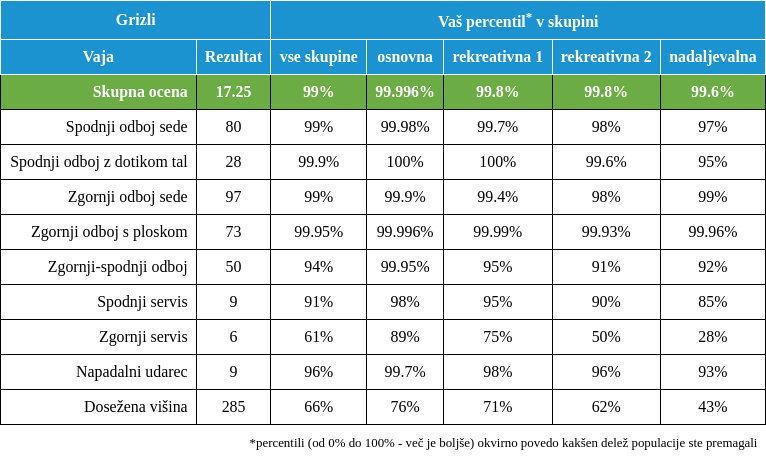 Grizli Vaš percentil* v skupini
Vaja Rezultat vse skupine osnovna rekreativna 1 rekreativna 2 nadaljevalna
Skupna ocena 17.25 99% 99.996% 99.8% 99.8% 99.6%
Spodnji odboj sede 80 99% 99.98% 99.7% 98% 97%
Spodnji odboj z dotikom tal 28 99.9% 100% 100% 99.6% 95%
Zgornji odboj sede 97 99% 99.9% 99.4% 98% 99%
Zgornji odboj s ploskom 73 99.95% 99.996% 99.99% 99.93% 99.96%
Zgornji-spodnji odboj 50 94% 99.95% 95% 91% 92%
Spodnji servis 9 91% 98% 95% 90% 85%
Zgornji servis 6 61% 89% 75% 50% 28%
Napadalni udarec 9 96% 99.7% 98% 96% 93%
Dosežena višina 285 66% 76% 71% 62% 43%
*percentili (od 0% do 100% - več je boljše) okvirno povedo kakšen delež populacije ste premagali